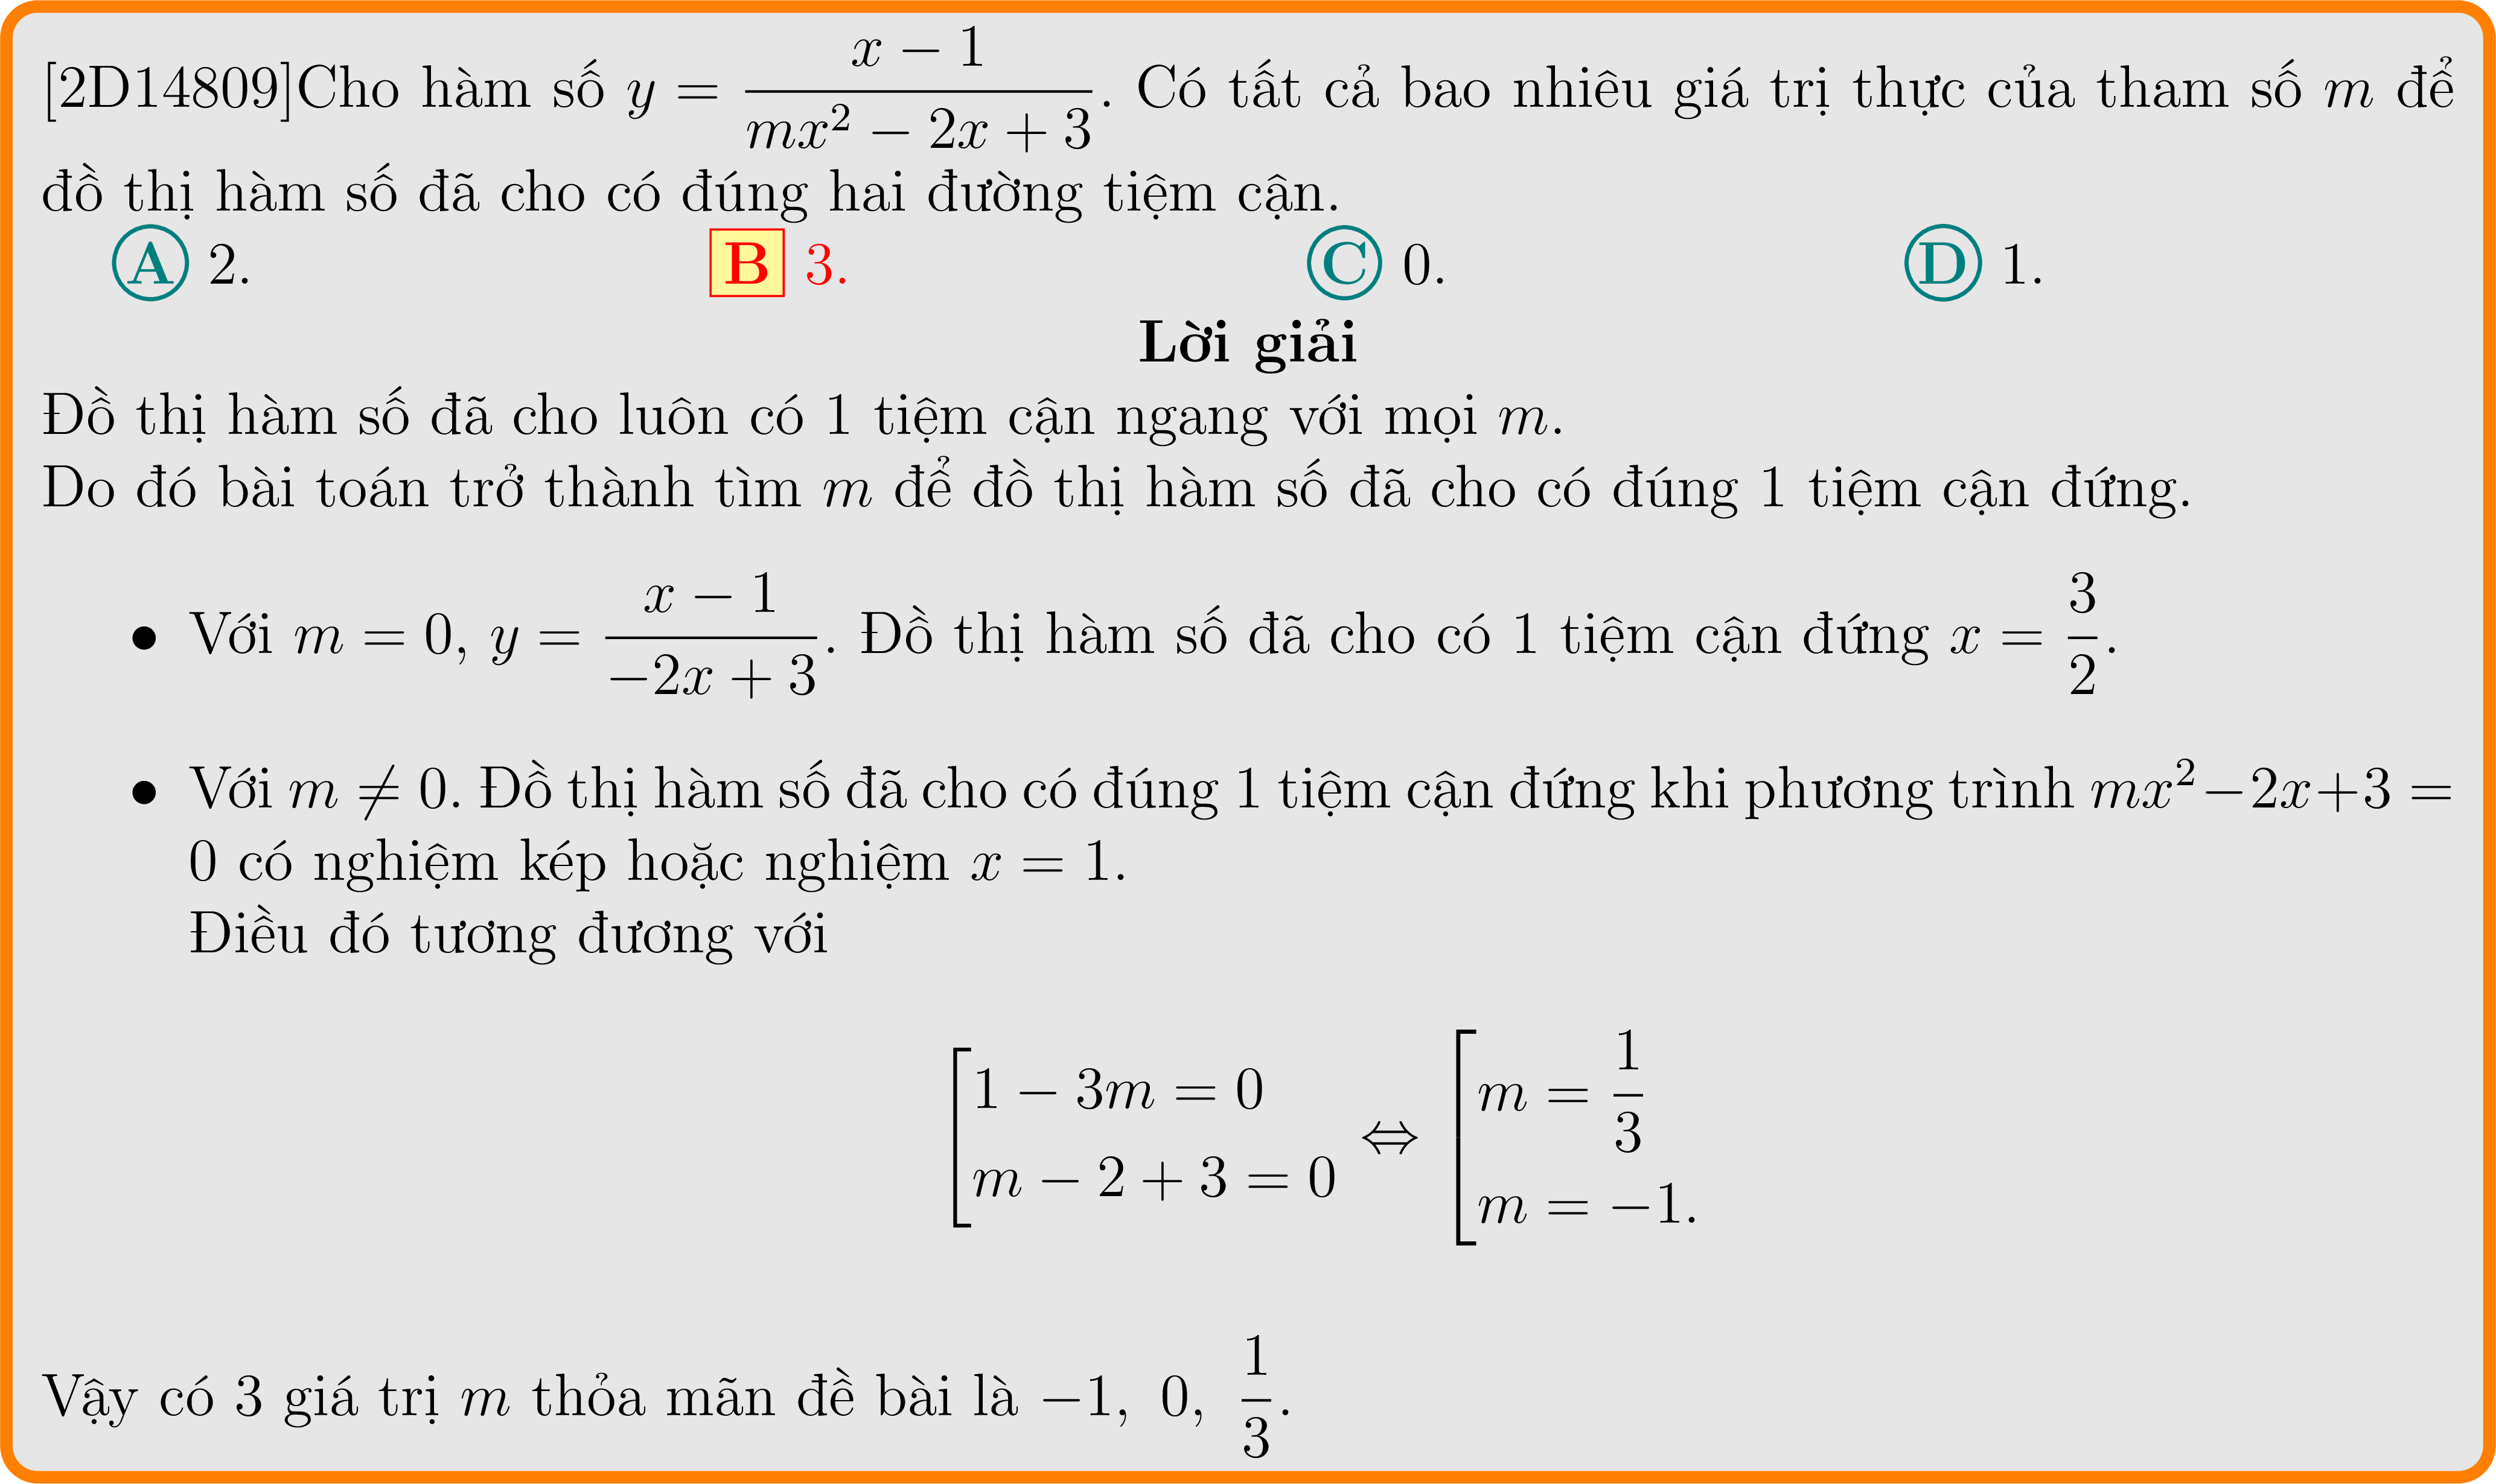 [2D14809]Cho hàm số $y = \dfrac{x-1}{mx^2-2x+3}$. Có tất cả bao nhiêu giá trị thực của tham số $m$ để
đồ thị hàm số đã cho có đúng hai đường tiệm cận.
A 2. B 3. C 0. D 1.
Lời giải
Đồ thị hàm số đã cho luôn có 1 tiệm cận ngang với mọi $m$.
Do đó bài toán trở thành tìm $m$ để đồ thị hàm số đã cho có đúng 1 tiệm cận đứng.
• Với $m = 0$, $y = \dfrac{x-1}{-2x+3}$. Đồ thị hàm số đã cho có 1 tiệm cận đứng $x = \dfrac{3}{2}$.
• Với $m \neq 0$. Đồ thị hàm số đã cho có đúng 1 tiệm cận đứng khi phương trình $mx^2-2x+3 =$
$0$ có nghiệm kép hoặc nghiệm $x = 1$.
Điều đó tương đương với
$\left[\begin{array}{l} 1-3m=0 \\ m-2+3=0 \end{array}\right. \Leftrightarrow \left[\begin{array}{l} m=\dfrac{1}{3} \\ m=-1. \end{array}\right.$
Vậy có 3 giá trị $m$ thỏa mãn đề bài là $-1,\ 0,\ \dfrac{1}{3}$.